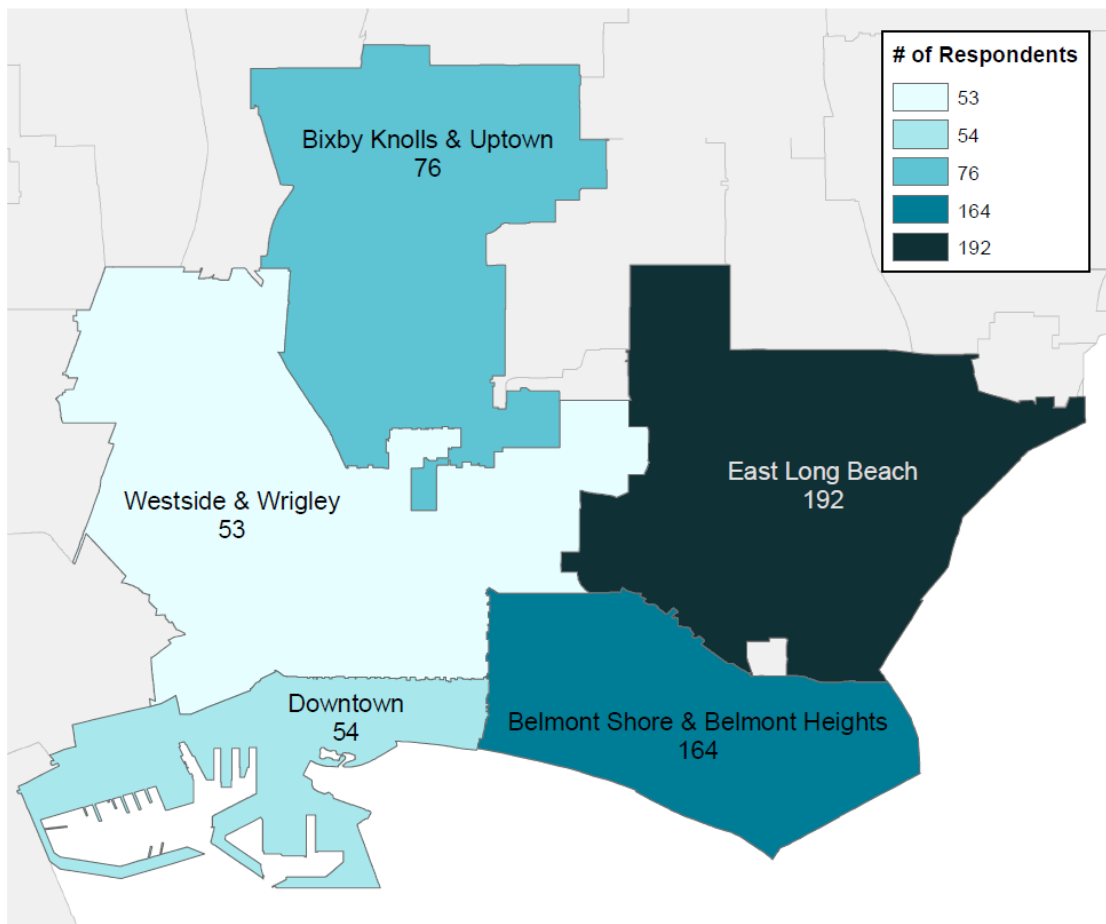 # of Respondents
53
54
76
164
192
Bixby Knolls & Uptown
76
Westside & Wrigley
53
East Long Beach
192
Downtown
54
Belmont Shore & Belmont Heights
164